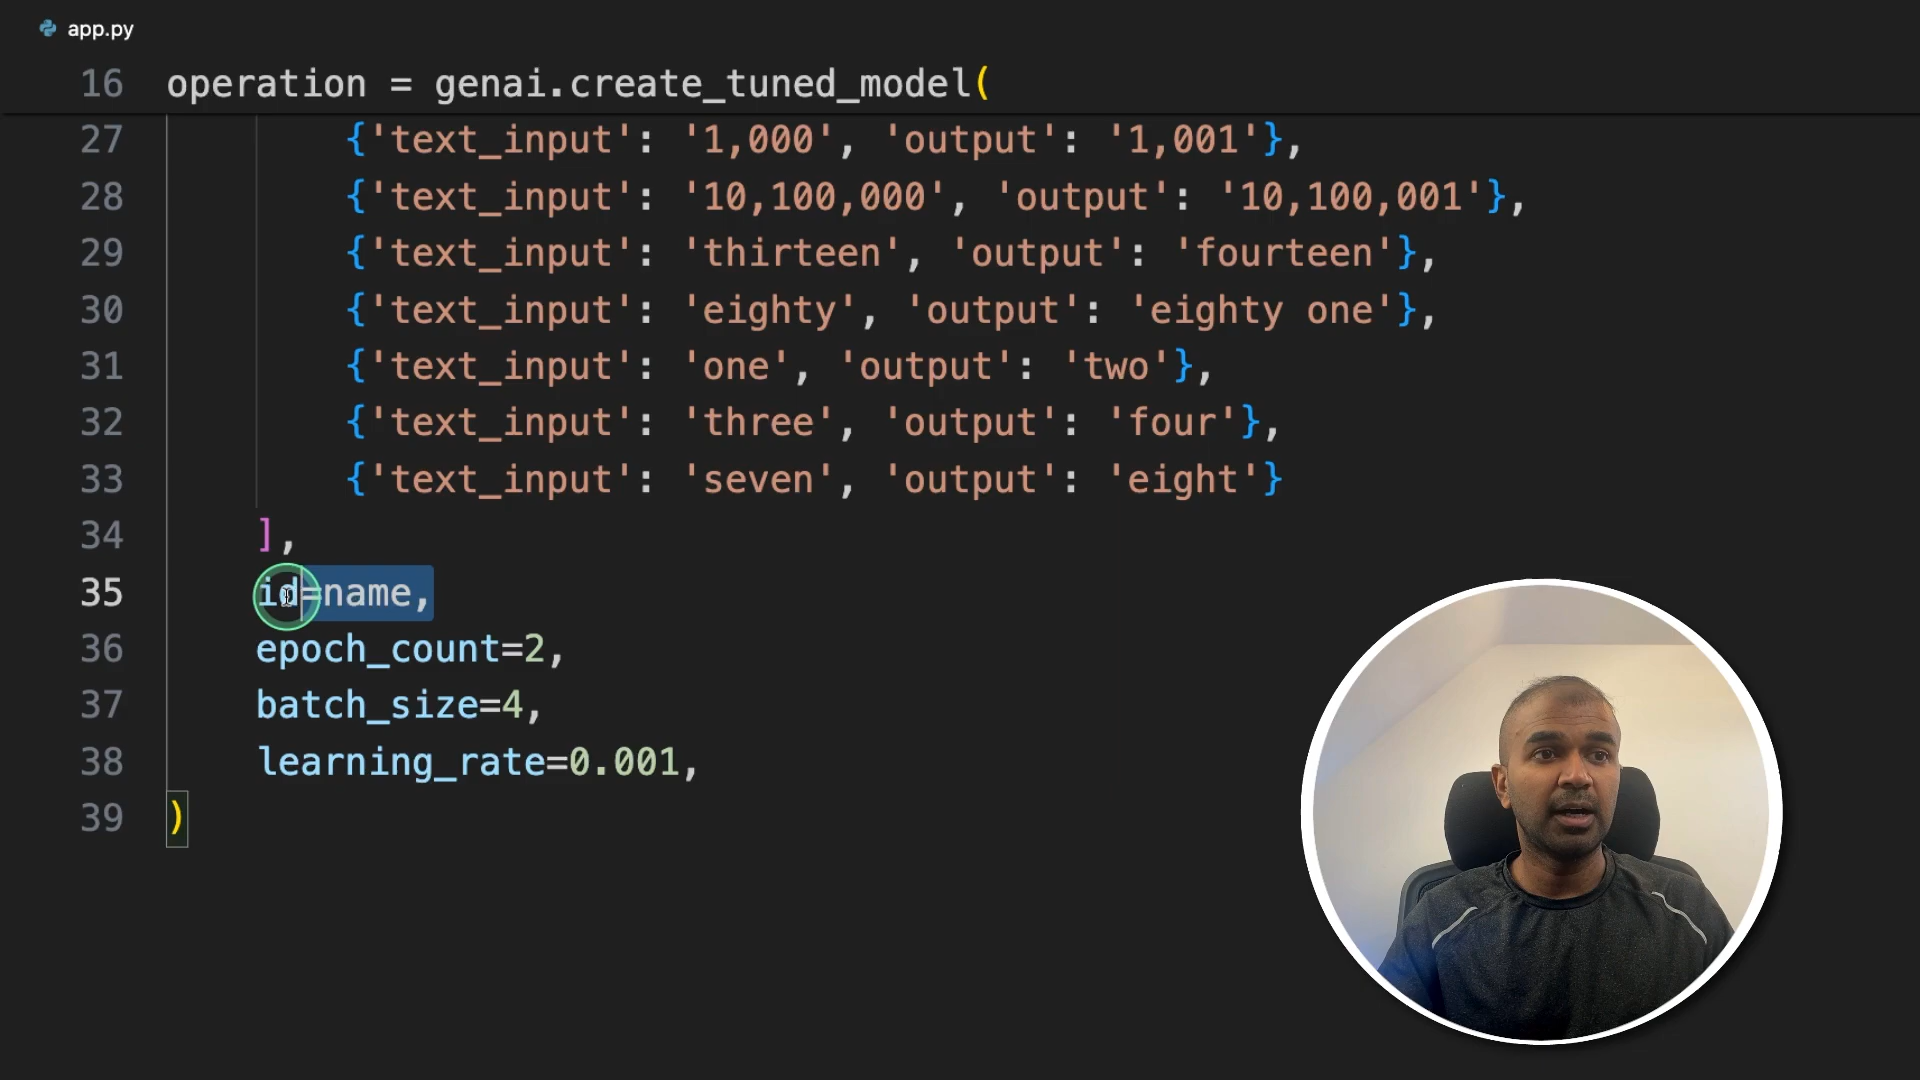 app.py
16 operation = genai.create_tuned_model(
27 {'text_input': '1,000', 'output': '1,001'},
28 {'text_input': '10,100,000', 'output': '10,100,001'},
29 {'text_input': 'thirteen', 'output': 'fourteen'},
30 {'text_input': 'eighty', 'output': 'eighty one'},
31 {'text_input': 'one', 'output': 'two'},
32 {'text_input': 'three', 'output': 'four'},
33 {'text_input': 'seven', 'output': 'eight'}
34 ],
35 id=name,
36 epoch_count=2,
37 batch_size=4,
38 learning_rate=0.001,
39 )